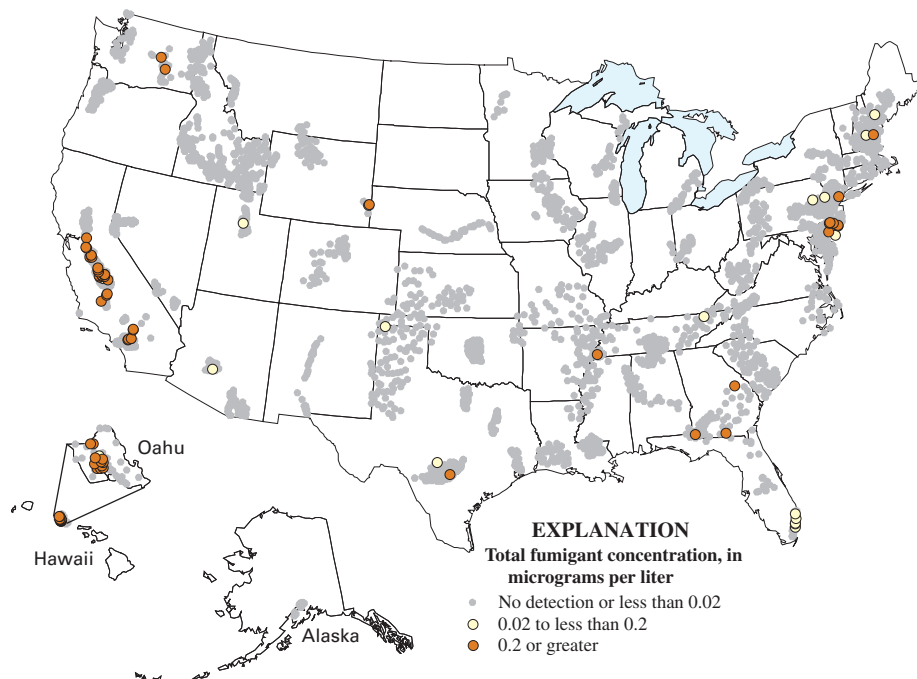 Oahu
Hawaii
Alaska
EXPLANATION
Total fumigant concentration, in
micrograms per liter
No detection or less than 0.02
0.02 to less than 0.2
0.2 or greater